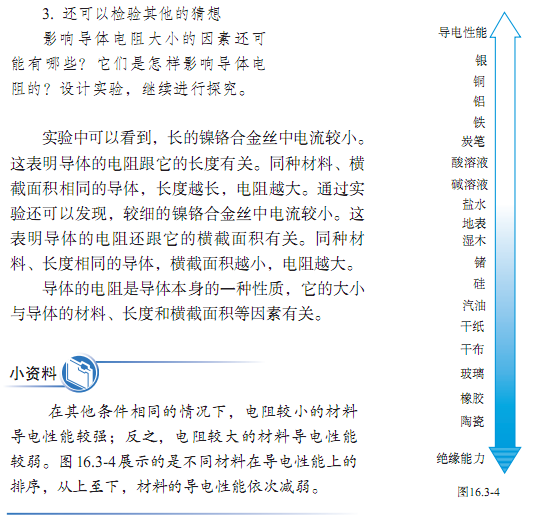 3. 还可以检验其他的猜想
影响导体电阻大小的因素还可
能有哪些？它们是怎样影响导体电
阻的？设计实验，继续进行探究。
实验中可以看到，长的镍铬合金丝中电流较小。
这表明导体的电阻跟它的长度有关。同种材料、横
截面积相同的导体，长度越长，电阻越大。通过实
验还可以发现，较细的镍铬合金丝中电流较小。这
表明导体的电阻还跟它的横截面积有关。同种材
料、长度相同的导体，横截面积越小，电阻越大。
导体的电阻是导体本身的一种性质，它的大小
与导体的材料、长度和横截面积等因素有关。
小资料
在其他条件相同的情况下，电阻较小的材料
导电性能较强；反之，电阻较大的材料导电性能
较弱。图16.3-4展示的是不同材料在导电性能上的
排序，从上至下，材料的导电性能依次减弱。
导电性能
银
铜
铝
铁
炭笔
酸溶液
碱溶液
盐水
地表
湿木
锗
硅
汽油
干纸
干布
玻璃
橡胶
陶瓷
绝缘能力
图16.3-4